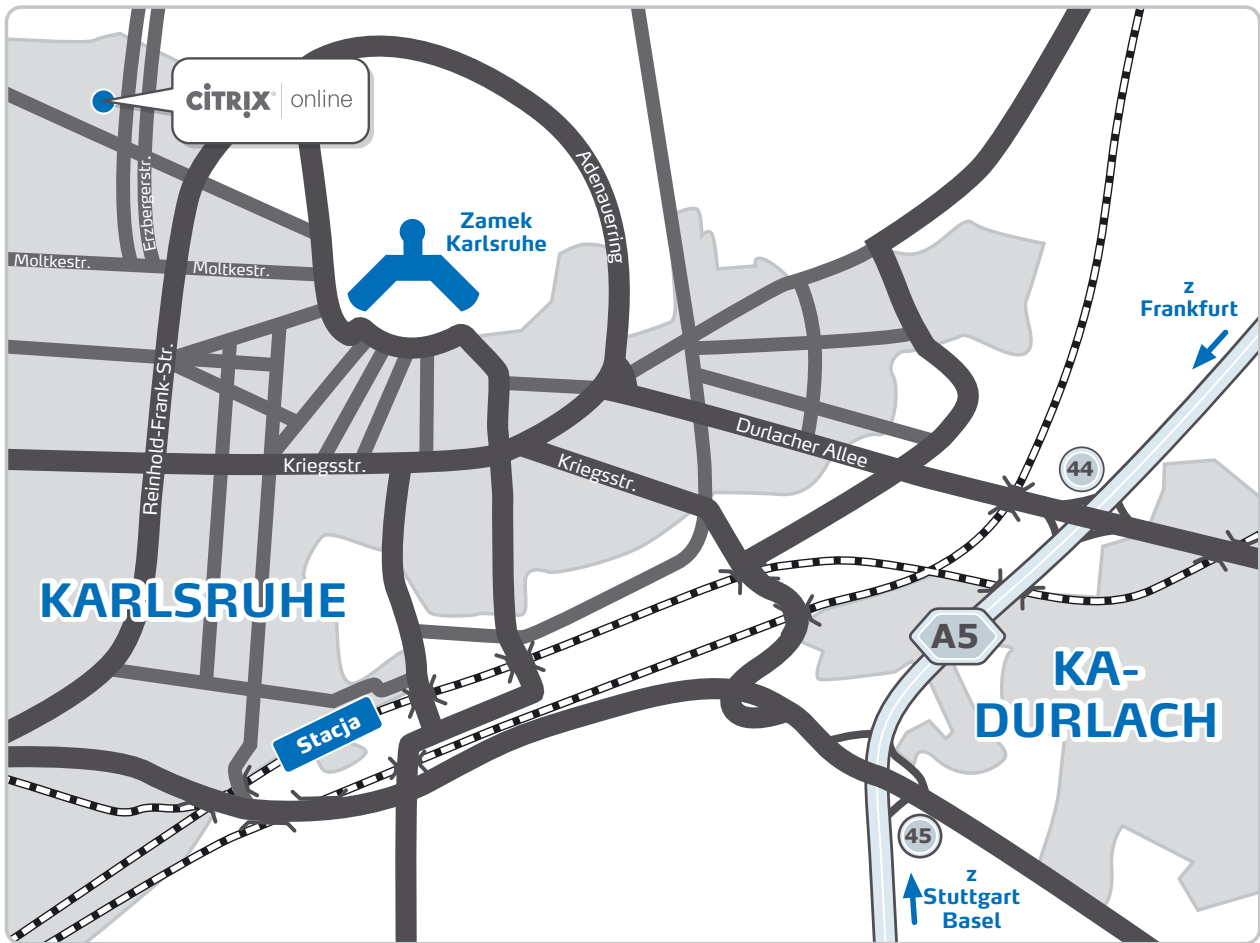 CITRIX® online
Erzbergerstr.
Adenauerring
Zamek
Karlsruhe
Moltkestr.
Moltkestr.
z
Frankfurt
Reinhold-Frank-Str.
Durlacher Allee
Kriegsstr.
Kriegsstr.
44
KARLSRUHE
A5
KA-
DURLACH
Stacja
45
z
Stuttgart
Basel